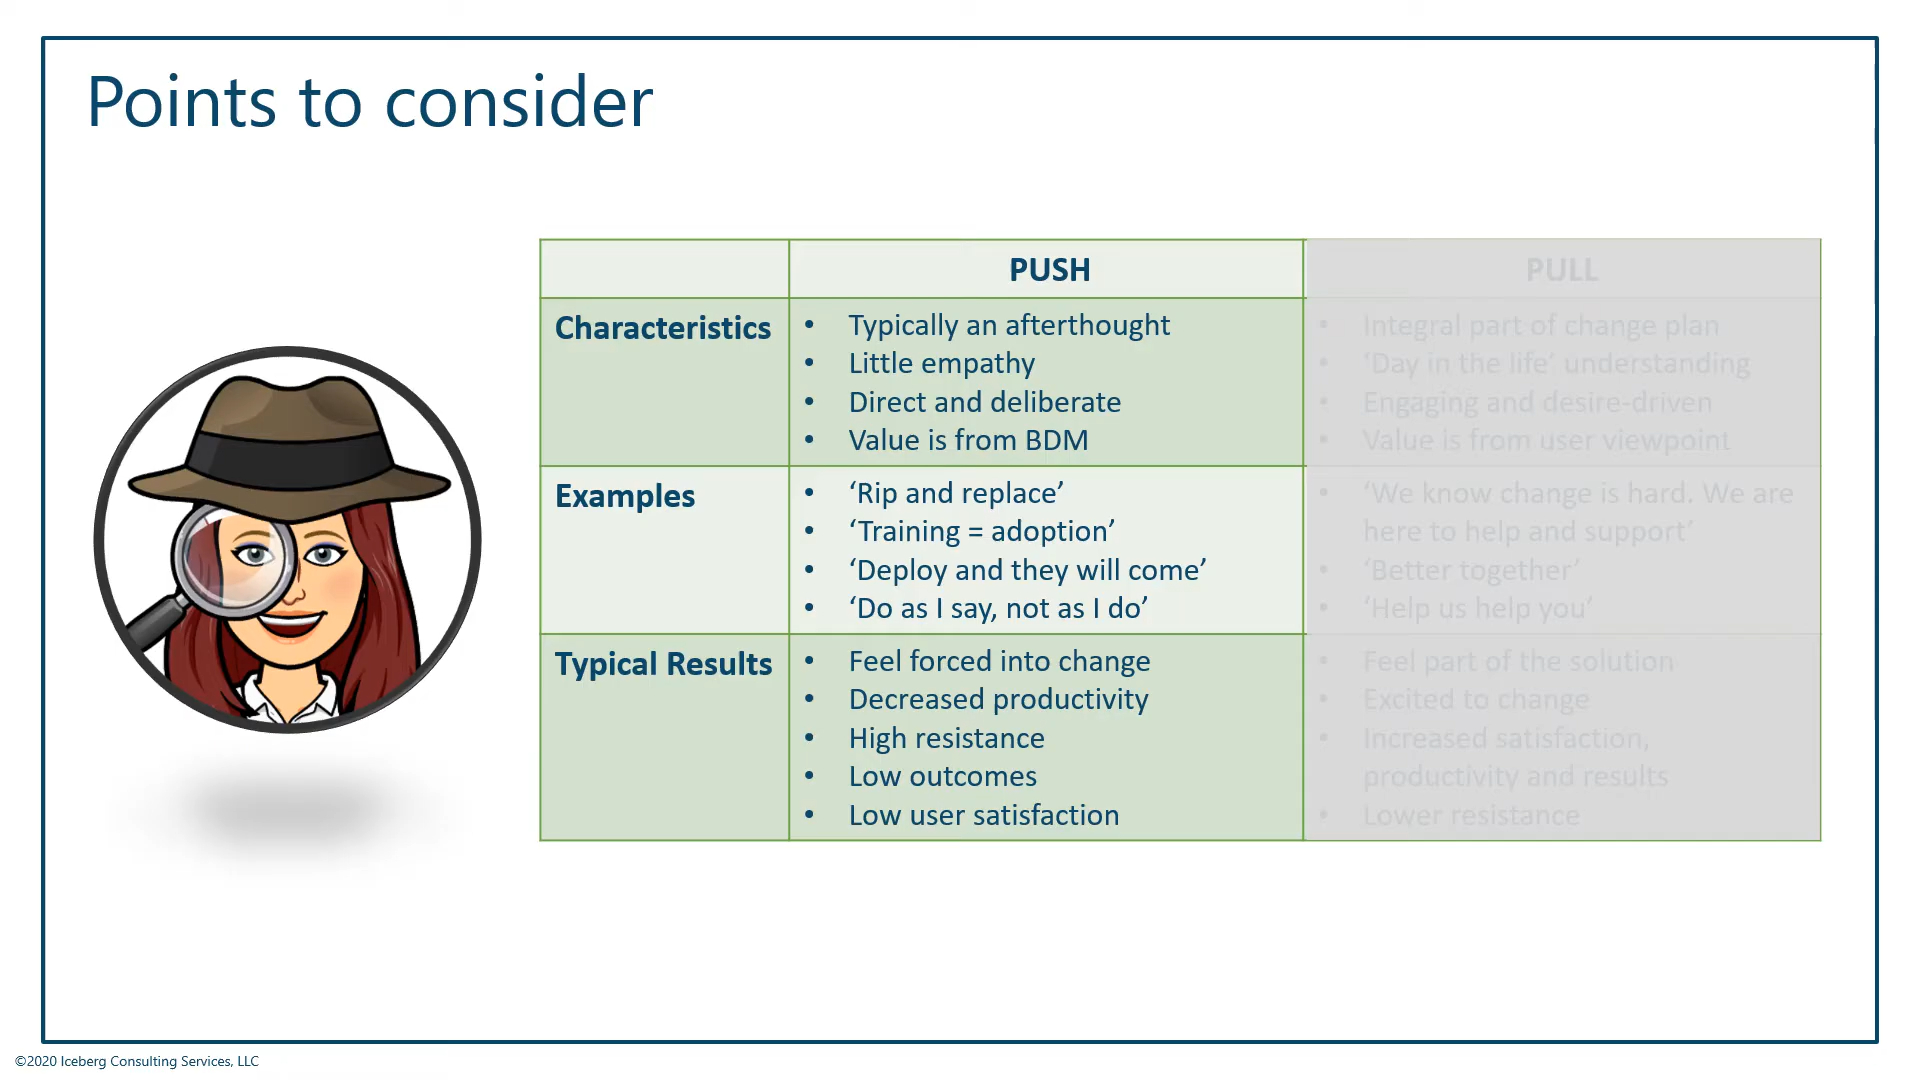 Points to consider
PUSH
PULL
Characteristics
• Typically an afterthought
• Little empathy
• Direct and deliberate
• Value is from BDM
• Integral part of change plan
• ‘Day in the life’ understanding
• Engaging and desire-driven
• Value is from user viewpoint
Examples
• ‘Rip and replace’
• ‘Training = adoption’
• ‘Deploy and they will come’
• ‘Do as I say, not as I do’
• ‘We know change is hard. We are
here to help and support’
• ‘Better together’
• ‘Help us help you’
Typical Results
• Feel forced into change
• Decreased productivity
• High resistance
• Low outcomes
• Low user satisfaction
• Feel part of the solution
• Excited to change
• Increased satisfaction,
productivity and results
• Lower resistance
©2020 Iceberg Consulting Services, LLC